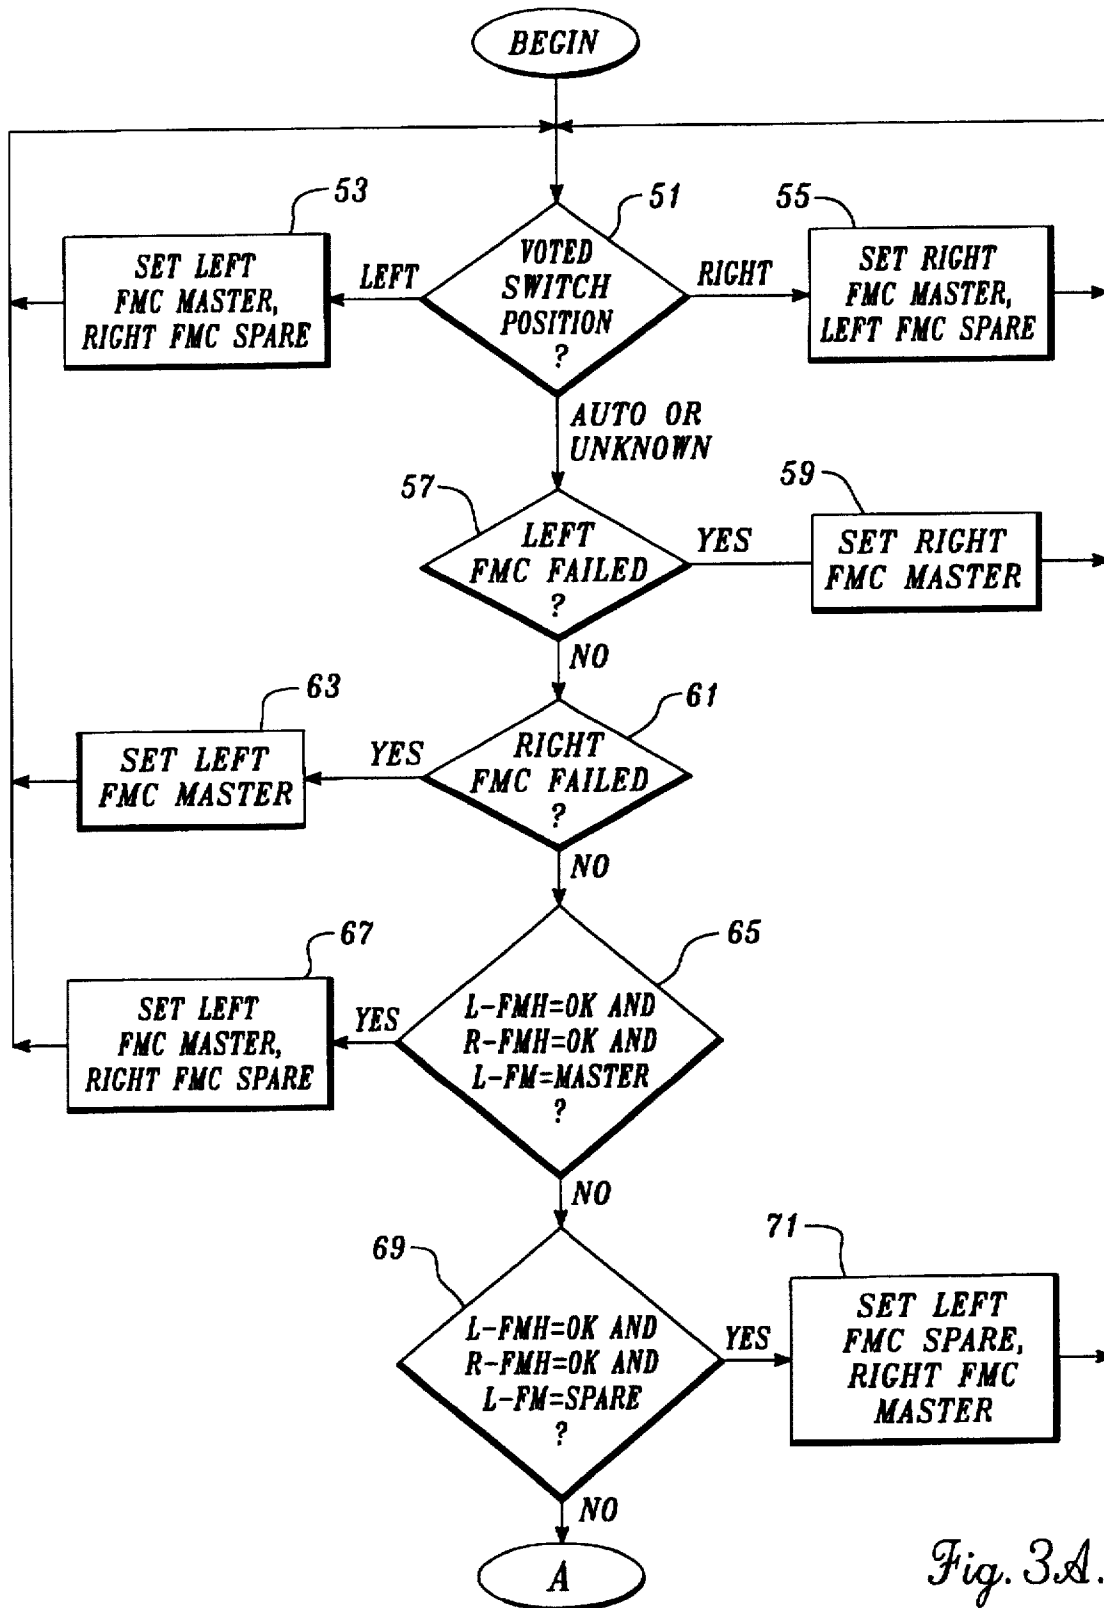 BEGIN
53
51
55
SET LEFT
FMC MASTER,
RIGHT FMC SPARE
LEFT
VOTED
SWITCH
POSITION
?
RIGHT
SET RIGHT
FMC MASTER,
LEFT FMC SPARE
AUTO OR
UNKNOWN
57
59
LEFT
FMC FAILED
?
YES
SET RIGHT
FMC MASTER
NO
63
61
SET LEFT
FMC MASTER
YES
RIGHT
FMC FAILED
?
NO
67
65
SET LEFT
FMC MASTER,
RIGHT FMC SPARE
YES
L-FMH=OK AND
R-FMH=OK AND
L-FM=MASTER
?
NO
69
71
L-FMH=OK AND
R-FMH=OK AND
L-FM=SPARE
?
YES
SET LEFT
FMC SPARE,
RIGHT FMC
MASTER
NO
A
Fig. 3A.